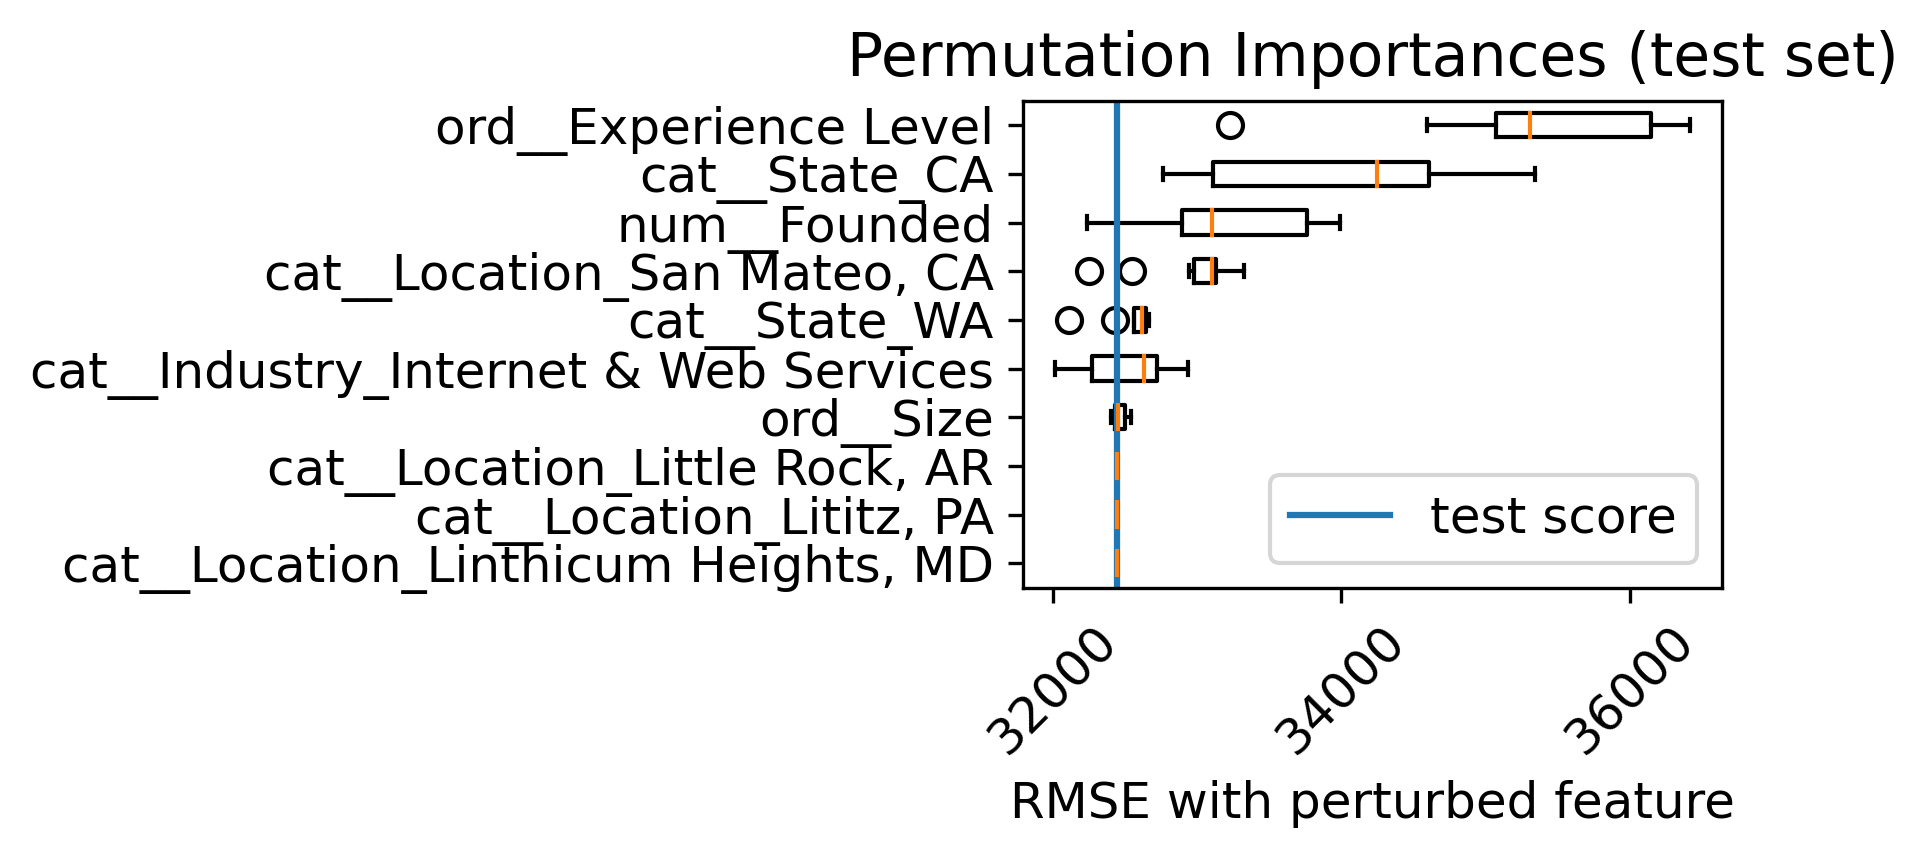 Permutation Importances (test set)
ord__Experience Level
cat__State_CA
num__Founded
cat__Location_San Mateo, CA
cat__State_WA
cat__Industry_Internet & Web Services
ord__Size
cat__Location_Little Rock, AR
cat__Location_Lititz, PA
cat__Location_Linthicum Heights, MD
test score
32000
34000
36000
RMSE with perturbed feature